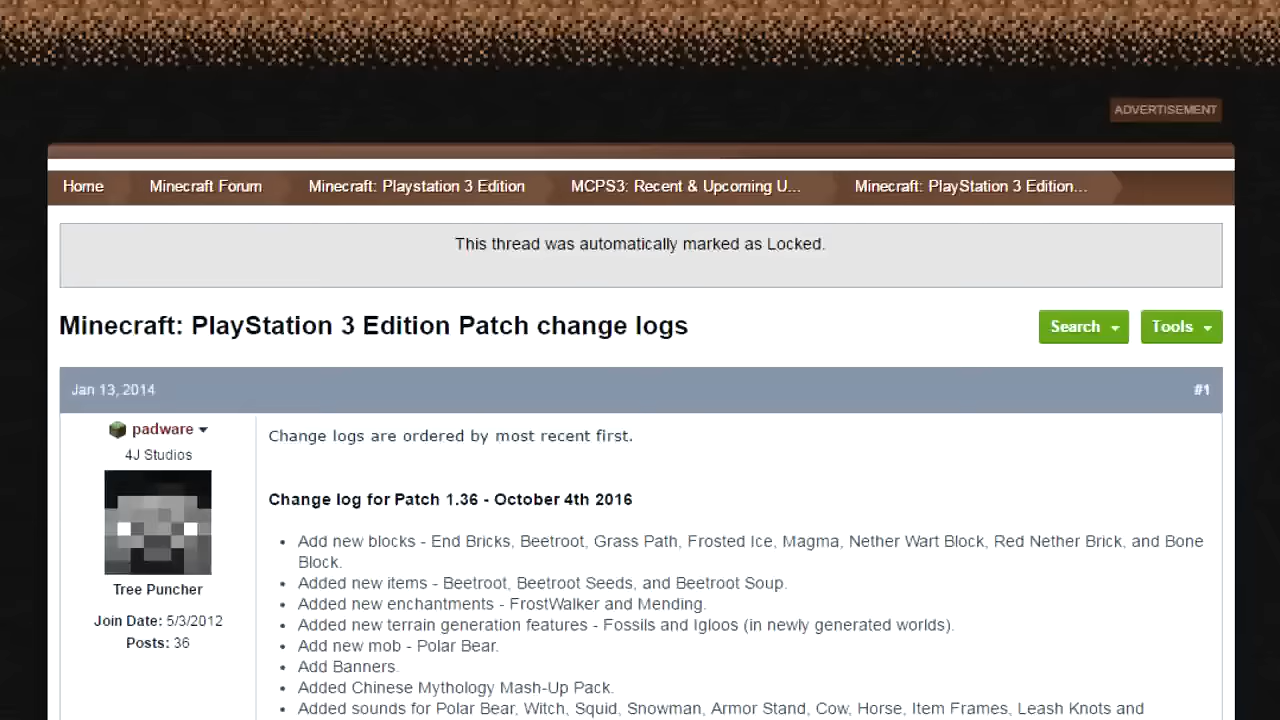 ADVERTISEMENT
Home Minecraft Forum Minecraft: Playstation 3 Edition MCPS3: Recent & Upcoming U... Minecraft: PlayStation 3 Edition...
This thread was automatically marked as Locked.
Minecraft: PlayStation 3 Edition Patch change logs
Search Tools
Jan 13, 2014 #1
padware
4J Studios
Tree Puncher
Join Date: 5/3/2012
Posts: 36
Change logs are ordered by most recent first.
Change log for Patch 1.36 - October 4th 2016
• Add new blocks - End Bricks, Beetroot, Grass Path, Frosted Ice, Magma, Nether Wart Block, Red Nether Brick, and Bone
Block.
• Added new items - Beetroot, Beetroot Seeds, and Beetroot Soup.
• Added new enchantments - FrostWalker and Mending.
• Added new terrain generation features - Fossils and Igloos (in newly generated worlds).
• Add new mob - Polar Bear.
• Add Banners.
• Added Chinese Mythology Mash-Up Pack.
• Added sounds for Polar Bear, Witch, Squid, Snowman, Armor Stand, Cow, Horse, Item Frames, Leash Knots and